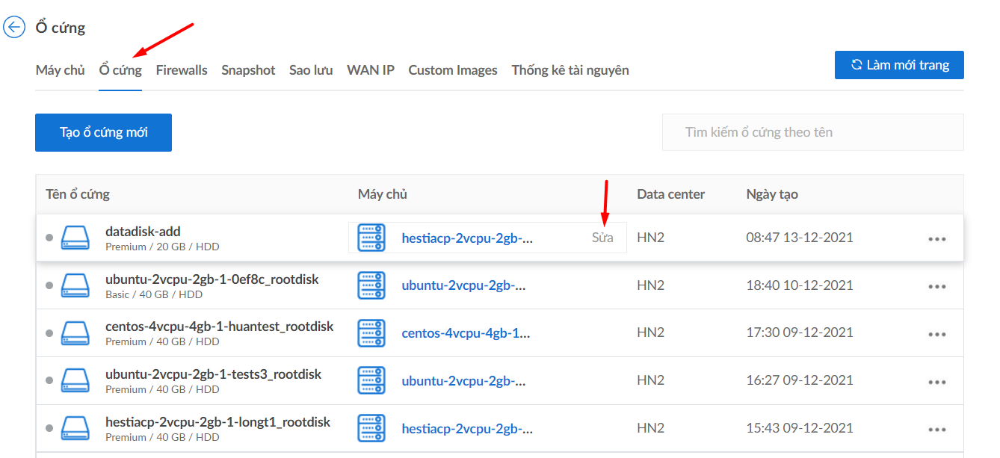 Ổ cứng
Máy chủ Ổ cứng Firewalls Snapshot Sao lưu WAN IP Custom Images Thống kê tài nguyên
Làm mới trang
Tạo ổ cứng mới
Tìm kiếm ổ cứng theo tên
Tên ổ cứng Máy chủ Data center Ngày tạo
datadisk-add
Premium / 20 GB / HDD
hestiacp-2vcpu-2gb-... Sửa HN2 08:47 13-12-2021
ubuntu-2vcpu-2gb-1-0ef8c_rootdisk
Basic / 40 GB / HDD
ubuntu-2vcpu-2gb-... HN2 18:40 10-12-2021
centos-4vcpu-4gb-1-huantest_rootdisk
Premium / 40 GB / HDD
centos-4vcpu-4gb-1... HN2 17:30 09-12-2021
ubuntu-2vcpu-2gb-1-tests3_rootdisk
Premium / 40 GB / HDD
ubuntu-2vcpu-2gb-... HN2 16:27 09-12-2021
hestiacp-2vcpu-2gb-1-longt1_rootdisk
Premium / 40 GB / HDD
hestiacp-2vcpu-2gb-... HN2 15:43 09-12-2021